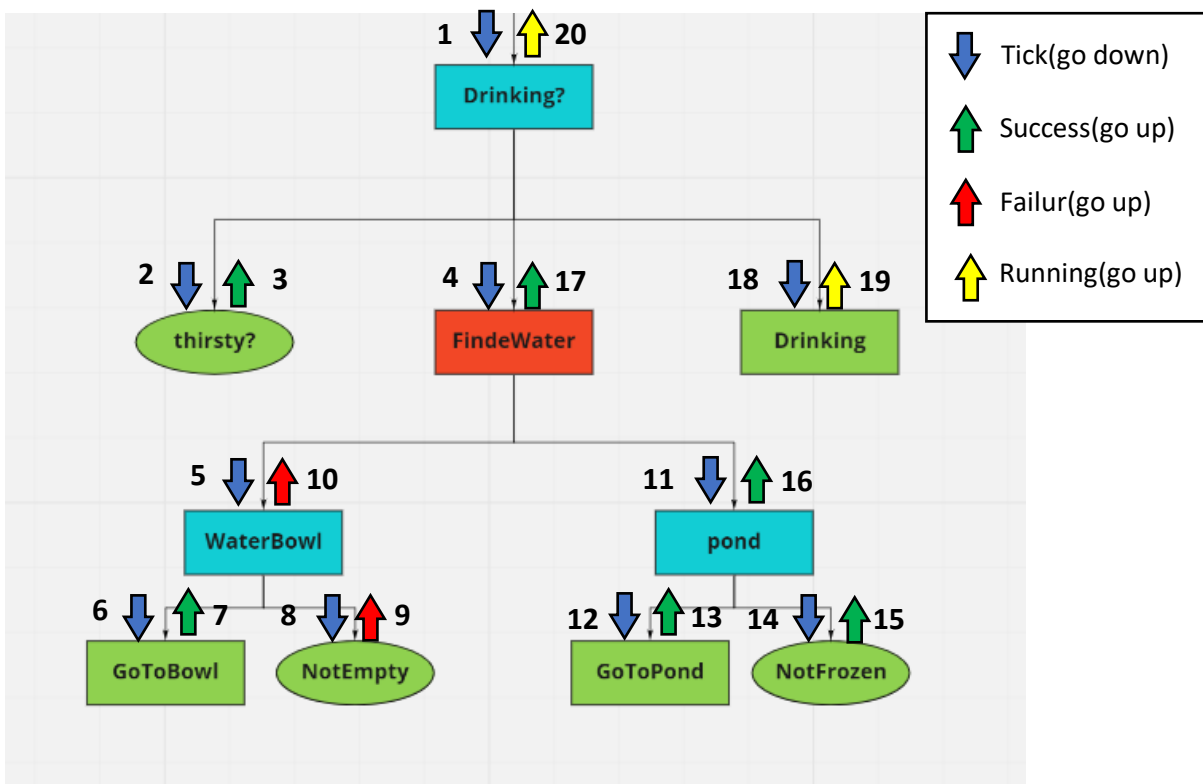 1 20
Drinking?
Tick(go down)
Success(go up)
Failur(go up)
Running(go up)
2 3 4 17 18 19
thirsty? FindeWater Drinking
5 10 11 16
WaterBowl pond
6 7 8 9 12 13 14 15
GoToBowl NotEmpty GoToPond NotFrozen